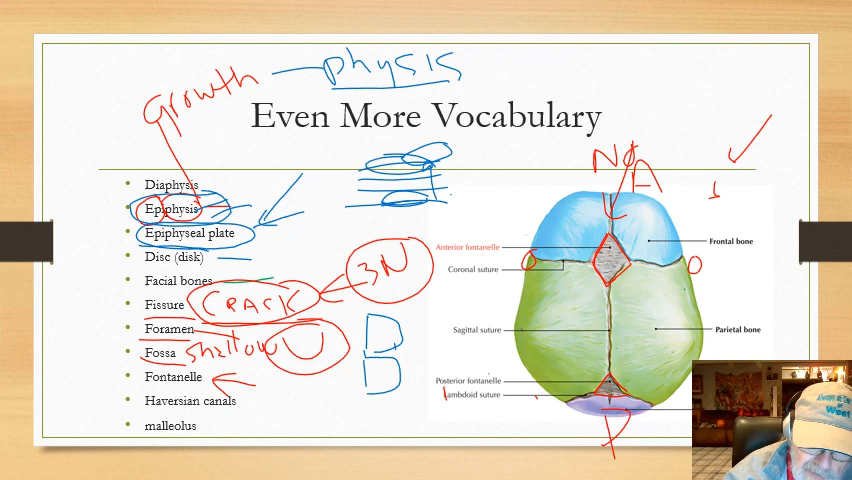 physis
growth
Even More Vocabulary
• Diaphysis
• Epiphysis
• Epiphyseal plate
• Disc (disk)
• Facial bones
• Fissure CRACK 3N
• Foramen
• Fossa shallow U
• Fontanelle
• Haversian canals
• malleolus
D
D
A
Anterior fontanelle
Frontal bone
Coronal suture
Sagittal suture
Parietal bone
Posterior fontanelle
Lambdoid suture
P